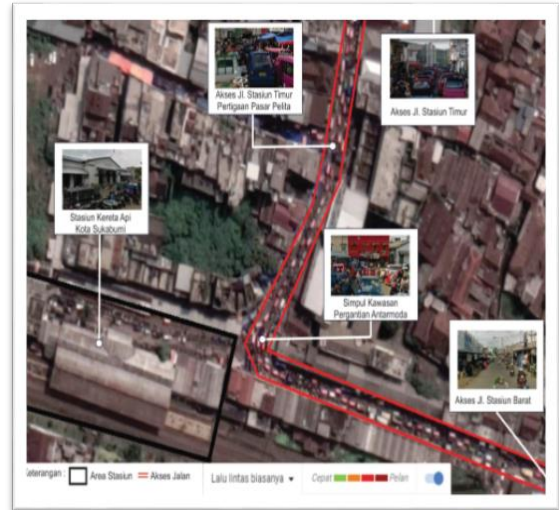 Akses Jl. Stasiun Timur
Pertigaan Pasar Pelita
Akses Jl. Stasiun Timur
Stasiun Kereta Api
Kota Sukabumi
Simpul Kawasan
Pergantian Antarmoda
Akses Jl. Stasiun Barat
Keterangan : Area Stasiun Akses Jalan Lalu lintas biasanya Cepat Pelan